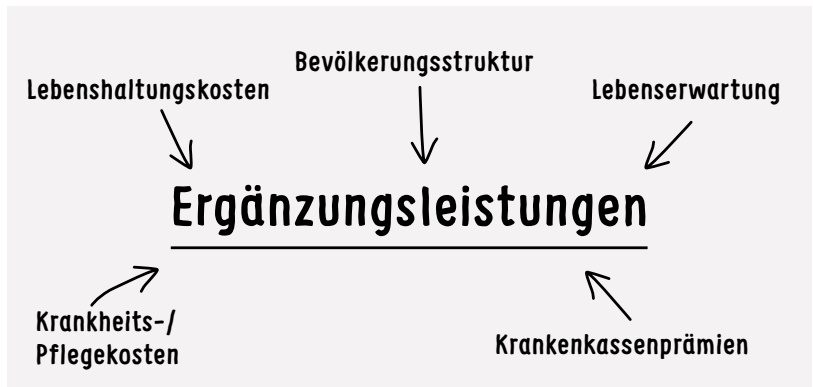 Bevölkerungsstruktur
Lebenshaltungskosten
Lebenserwartung
Ergänzungsleistungen
Krankheits-/
Pflegekosten
Krankenkassenprämien